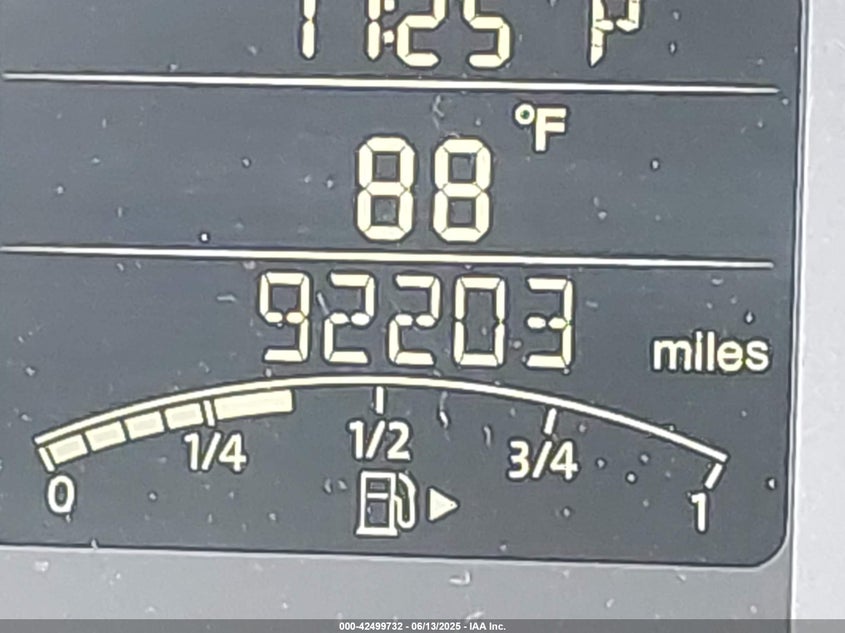 11:25 P
°F
88
92203
miles
0 1/4 1/2 3/4 1
000-42499732 - 06/13/2025 - IAA Inc.